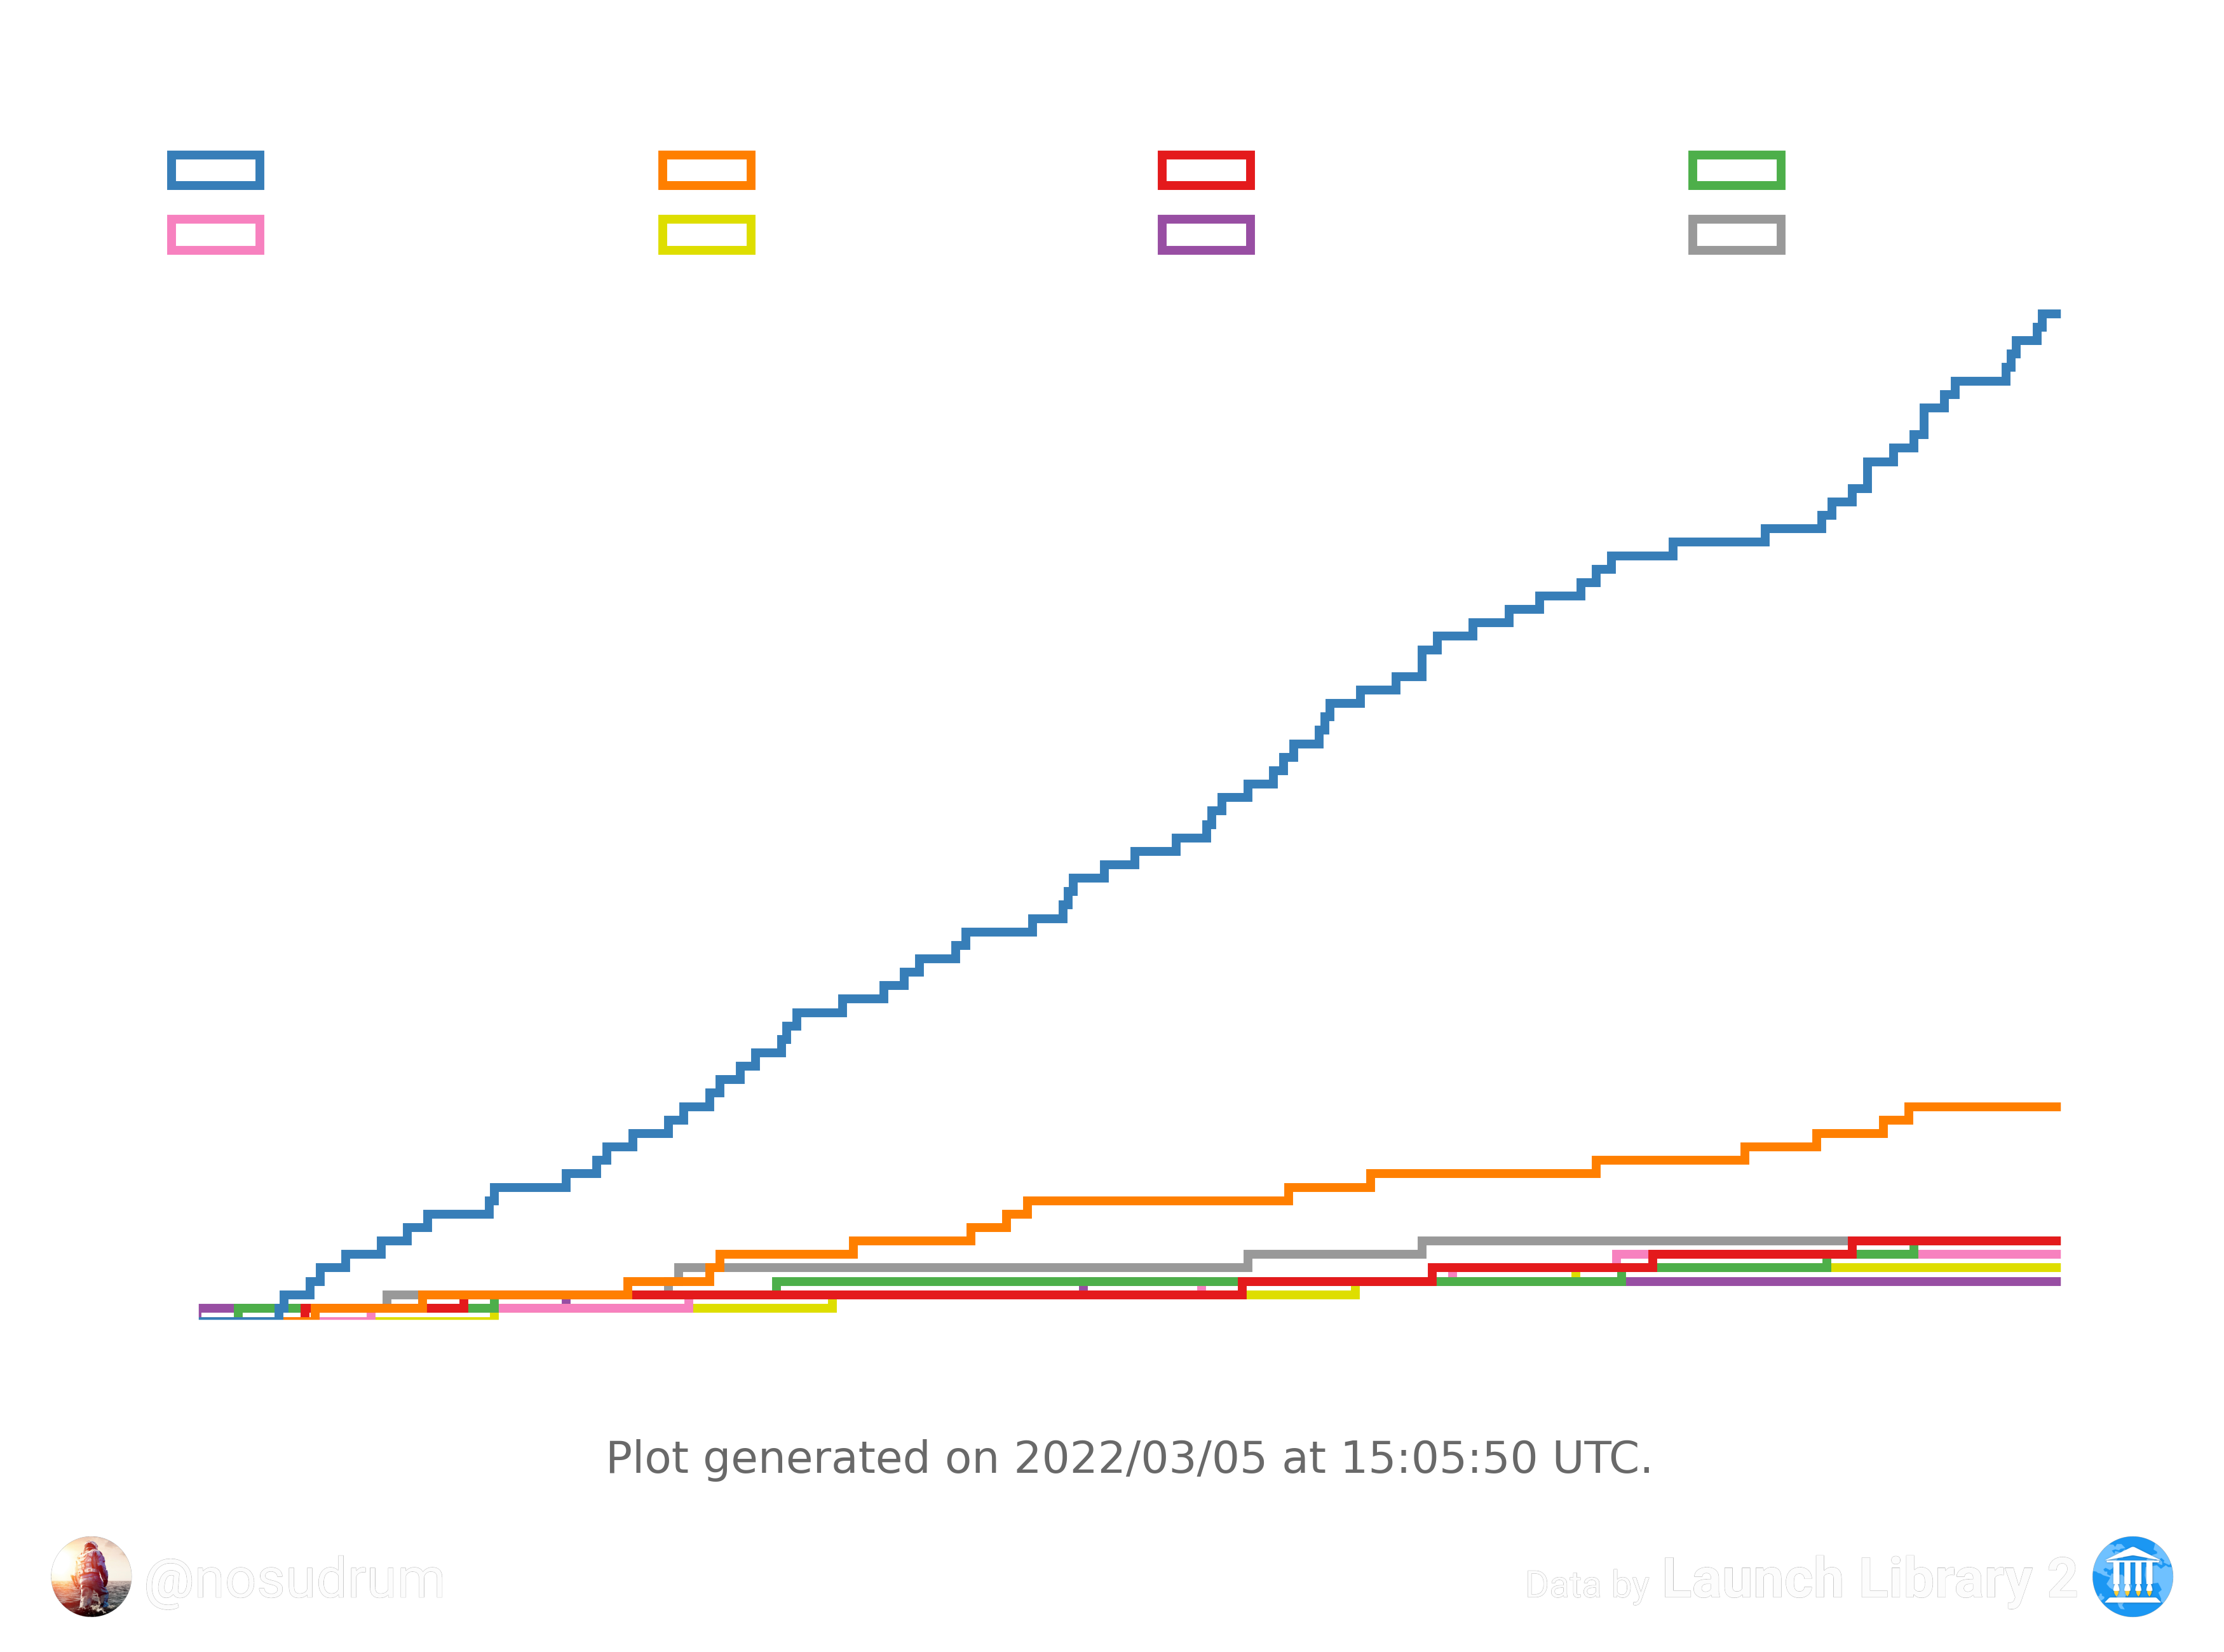 Plot generated on 2022/03/05 at 15:05:50 UTC.
@nosudrum
Data by Launch Library 2